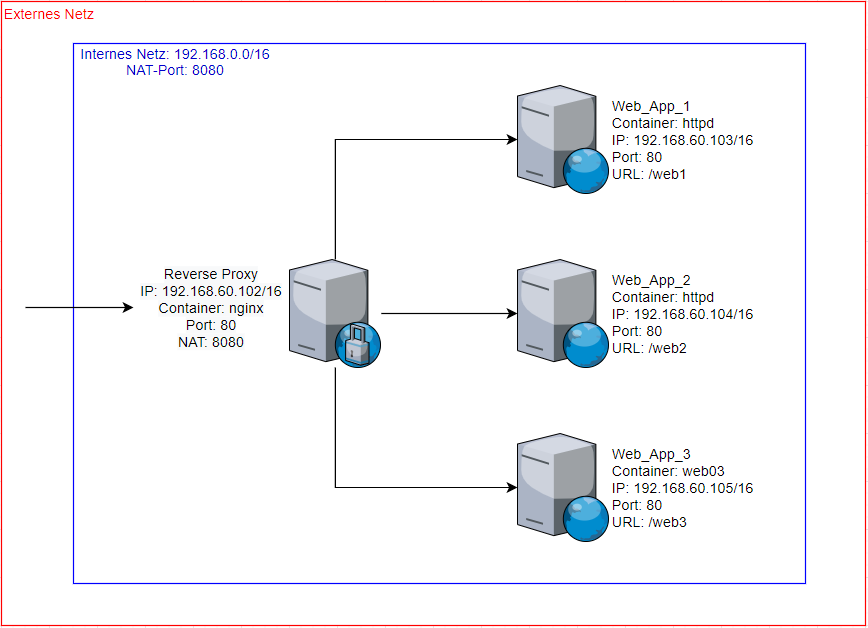 Externes Netz
Internes Netz: 192.168.0.0/16
NAT-Port: 8080
Web_App_1
Container: httpd
IP: 192.168.60.103/16
Port: 80
URL: /web1
Reverse Proxy
IP: 192.168.60.102/16
Container: nginx
Port: 80
NAT: 8080
Web_App_2
Container: httpd
IP: 192.168.60.104/16
Port: 80
URL: /web2
Web_App_3
Container: web03
IP: 192.168.60.105/16
Port: 80
URL: /web3